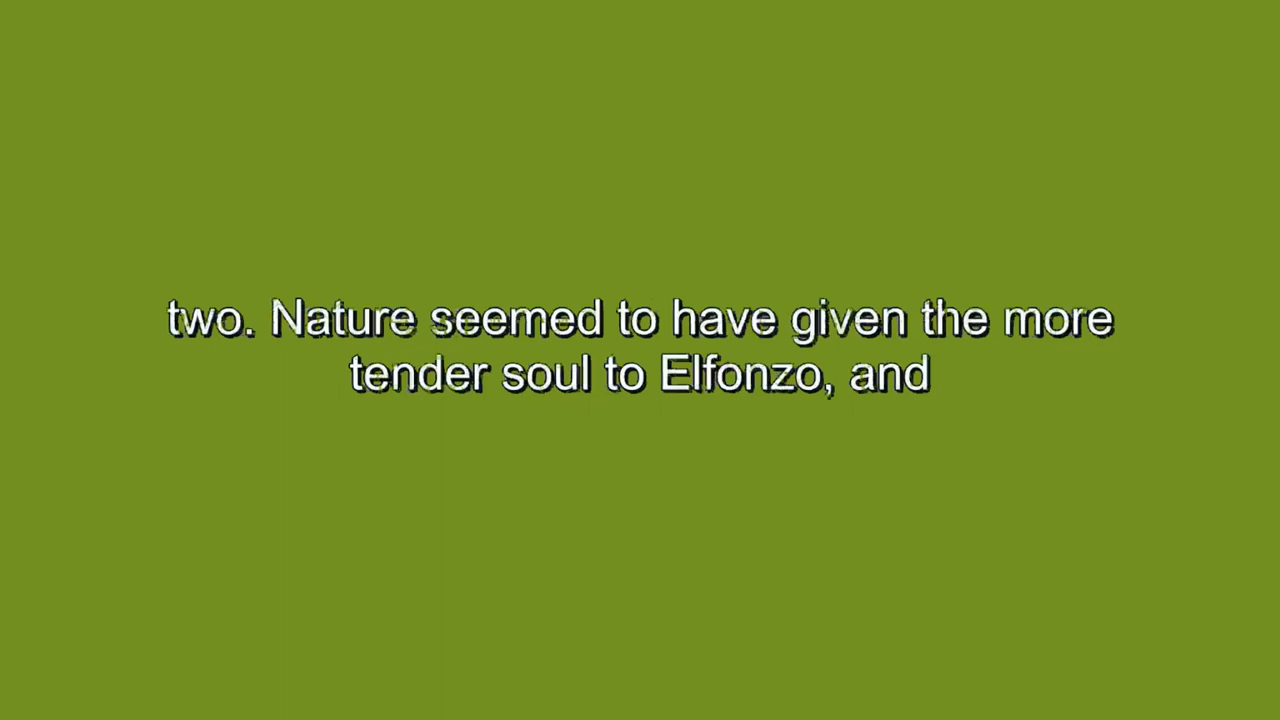 two. Nature seemed to have given the more
tender soul to Elfonzo, and